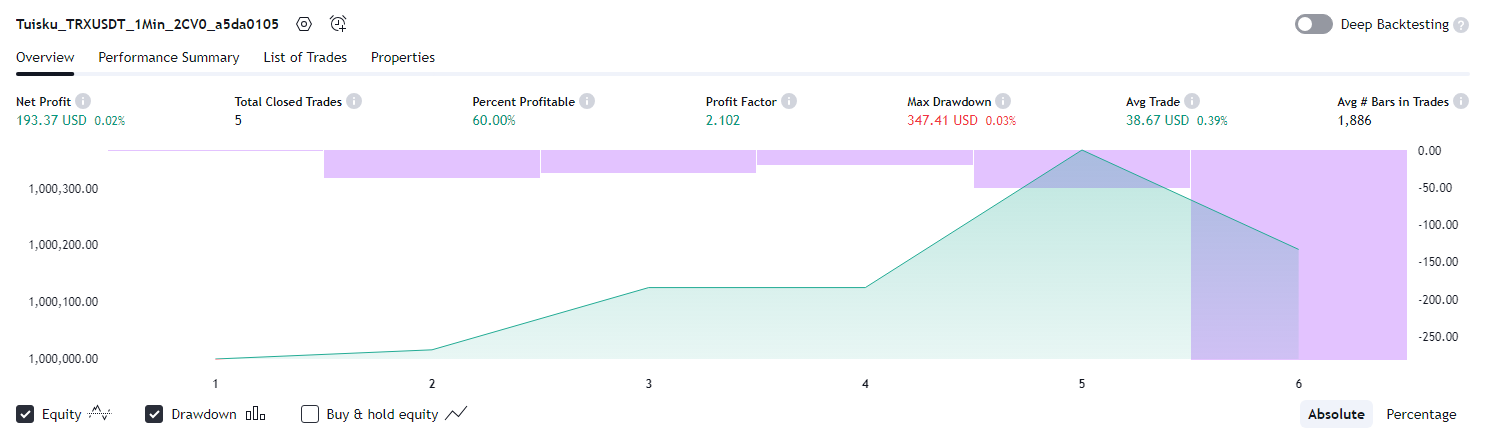 Tuisku_TRXUSDT_1Min_2CV0_a5da0105 Deep Backtesting ?
Overview Performance Summary List of Trades Properties
Net Profit i Total Closed Trades i Percent Profitable i Profit Factor i Max Drawdown i Avg Trade i Avg # Bars in Trades i
193.37 USD 0.02% 5 60.00% 2.102 347.41 USD 0.03% 38.67 USD 0.39% 1,886
0.00
1,000,300.00 -50.00
-100.00
1,000,200.00
-150.00
1,000,100.00 -200.00
-250.00
1,000,000.00
1 2 3 4 5 6
Equity Drawdown Buy & hold equity Absolute Percentage